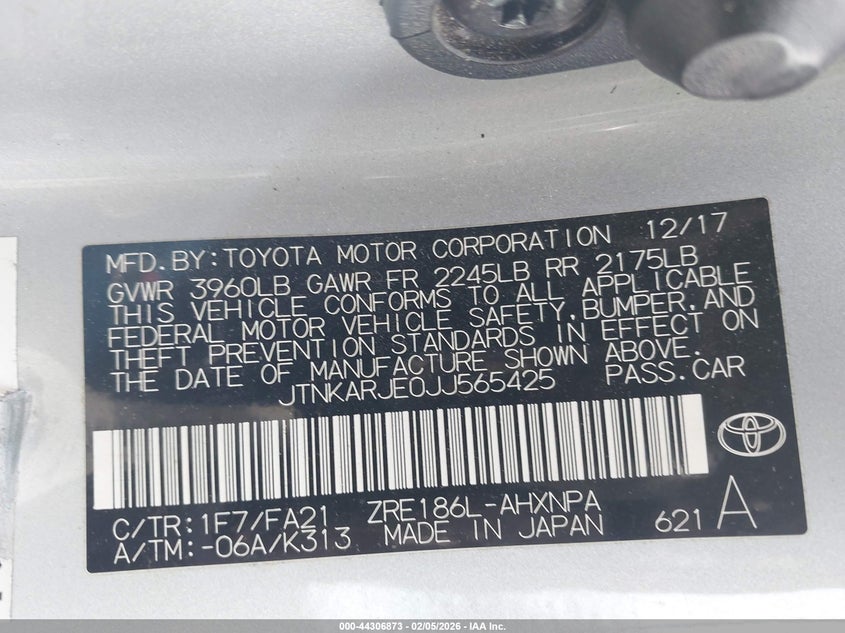 MFD.BY:TOYOTA MOTOR CORPORATION 12/17
GVWR 3960LB GAWR FR 2245LB RR 2175LB
THIS VEHICLE CONFORMS TO ALL APPLICABLE
FEDERAL MOTOR VEHICLE SAFETY,BUMPER,AND
THEFT PREVENTION STANDARDS IN EFFECT ON
THE DATE OF MANUFACTURE SHOWN ABOVE.
JTNKARJE0JJ565425 PASS.CAR
C/TR:1F7/FA21 ZRE186L-AHXNPA
A/TM:-06A/K313 MADE IN JAPAN 621 A
000-44306873 | 02/05/2026 - IAA Inc.